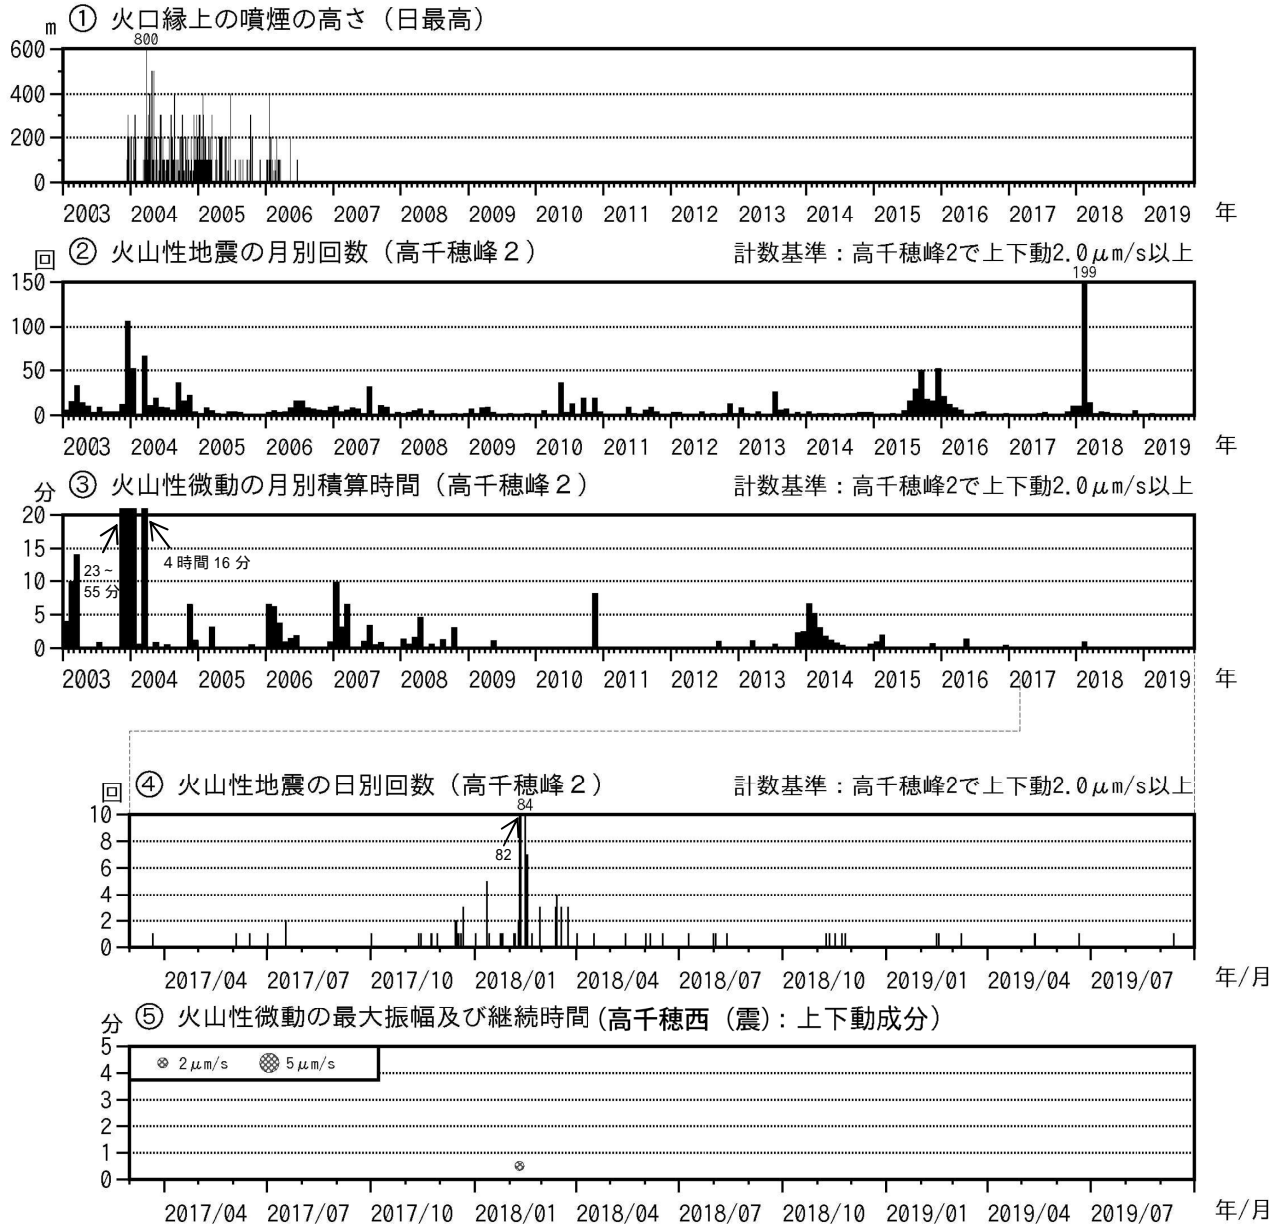 ① 火口縁上の噴煙の高さ（日最高）
m
800
600
400
200
0
2003 2004 2005 2006 2007 2008 2009 2010 2011 2012 2013 2014 2015 2016 2017 2018 2019 年
回 ② 火山性地震の月別回数（高千穂峰２） 計数基準：高千穂峰2で上下動2.0μm/s以上
199
150
100
50
0
2003 2004 2005 2006 2007 2008 2009 2010 2011 2012 2013 2014 2015 2016 2017 2018 2019 年
分 ③ 火山性微動の月別積算時間（高千穂峰２） 計数基準：高千穂峰2で上下動2.0μm/s以上
20
15
10
5
0
23～
55 分
4 時間 16 分
2003 2004 2005 2006 2007 2008 2009 2010 2011 2012 2013 2014 2015 2016 2017 2018 2019 年
回 ④ 火山性地震の日別回数（高千穂峰２） 計数基準：高千穂峰2で上下動2.0μm/s以上
84
82
10
8
6
4
2
0
2017/04 2017/07 2017/10 2018/01 2018/04 2018/07 2018/10 2019/01 2019/04 2019/07 年/月
分 ⑤ 火山性微動の最大振幅及び継続時間（高千穂西（震）：上下動成分）
5
4
3
2
1
0
2μm/s 5μm/s
2017/04 2017/07 2017/10 2018/01 2018/04 2018/07 2018/10 2019/01 2019/04 2019/07 年/月